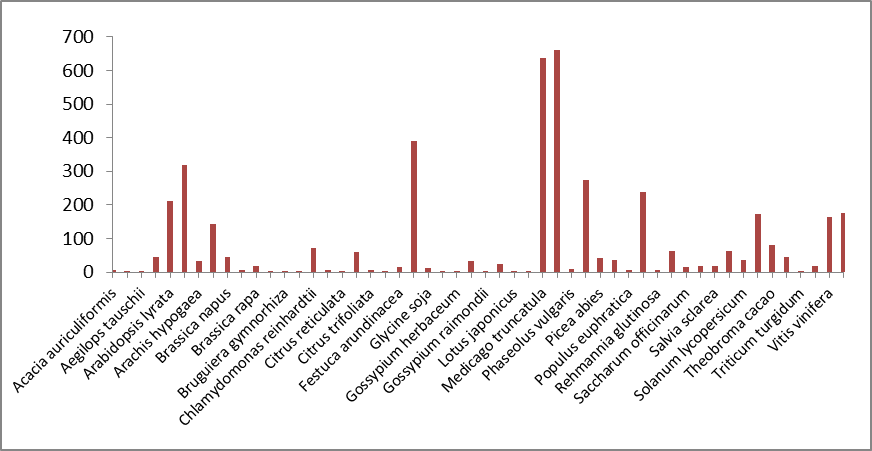 700
600
500
400
300
200
100
0
Acacia auriculiformis
Aegilops tauschii
Arabidopsis lyrata
Arachis hypogaea
Brassica napus
Brassica rapa
Bruguiera gymnorhiza
Chlamydomonas reinhardtii
Citrus reticulata
Citrus trifoliata
Festuca arundinacea
Glycine soja
Gossypium herbaceum
Gossypium raimondii
Lotus japonicus
Medicago truncatula
Phaseolus vulgaris
Picea abies
Populus euphratica
Rehmannia glutinosa
Saccharum officinarum
Salvia sclarea
Solanum lycopersicum
Theobroma cacao
Triticum turgidum
Vitis vinifera